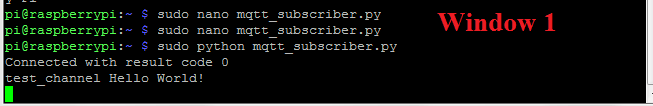 pi@raspberrypi:~ $ sudo nano mqtt_subscriber.py
pi@raspberrypi:~ $ sudo nano mqtt_subscriber.py
pi@raspberrypi:~ $ sudo python mqtt_subscriber.py
Connected with result code 0
test_channel Hello World!
Window 1